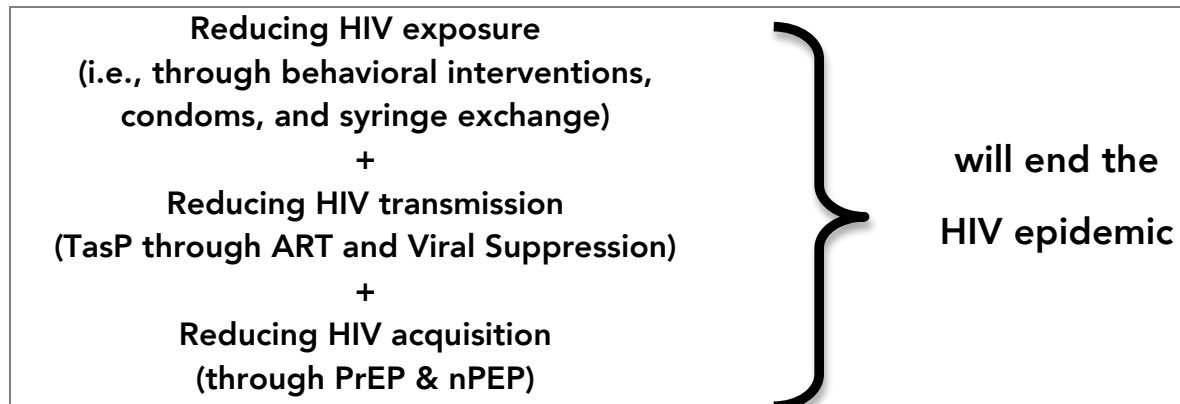 Reducing HIV exposure
(i.e., through behavioral interventions,
condoms, and syringe exchange)
+
Reducing HIV transmission
(TasP through ART and Viral Suppression)
+
Reducing HIV acquisition
(through PrEP & nPEP)
will end the
HIV epidemic